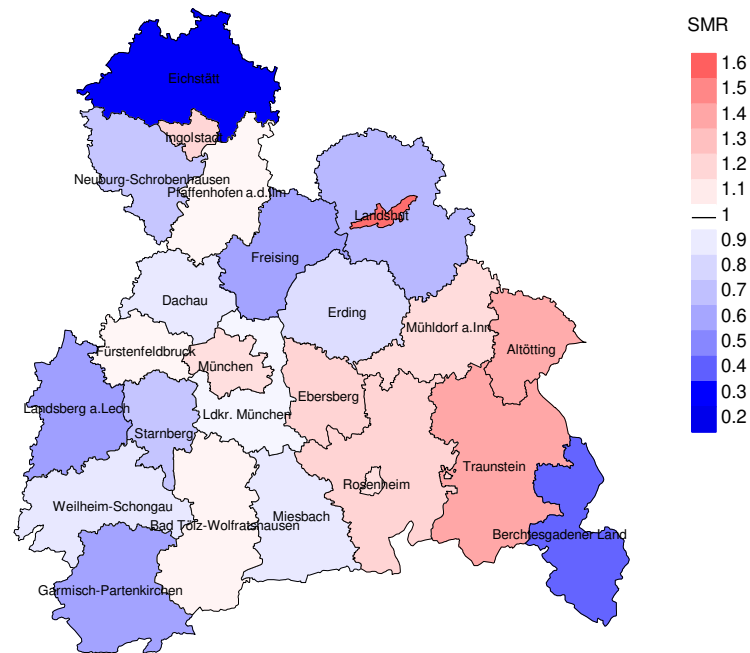 SMR
1.6
1.5
1.4
1.3
1.2
1.1
1
0.9
0.8
0.7
0.6
0.5
0.4
0.3
0.2
Eichstätt
Ingolstadt
Neuburg-Schrobenhausen
Pfaffenhofen a.d.Ilm
Landshut
Freising
Dachau
Erding
Mühldorf a.Inn
Altötting
Fürstenfeldbruck
München
Ebersberg
Landsberg a.Lech
Ldkr. München
Starnberg
Traunstein
Rosenheim
Weilheim-Schongau
Miesbach
Bad Tölz-Wolfratshausen
Berchtesgadener Land
Garmisch-Partenkirchen